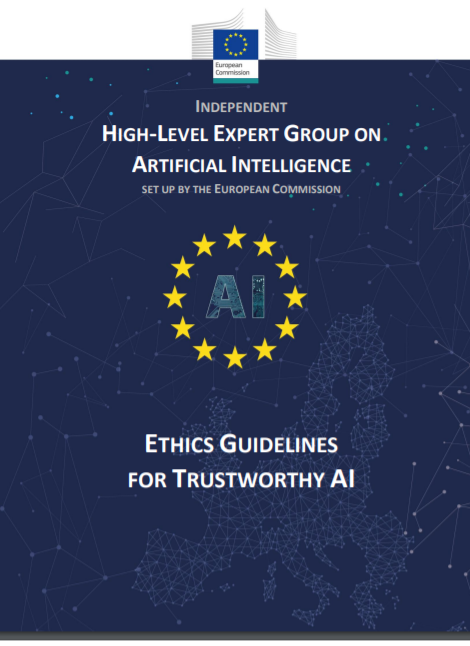 European
Commission
INDEPENDENT
HIGH-LEVEL EXPERT GROUP ON
ARTIFICIAL INTELLIGENCE
SET UP BY THE EUROPEAN COMMISSION
AI
ETHICS GUIDELINES
FOR TRUSTWORTHY AI